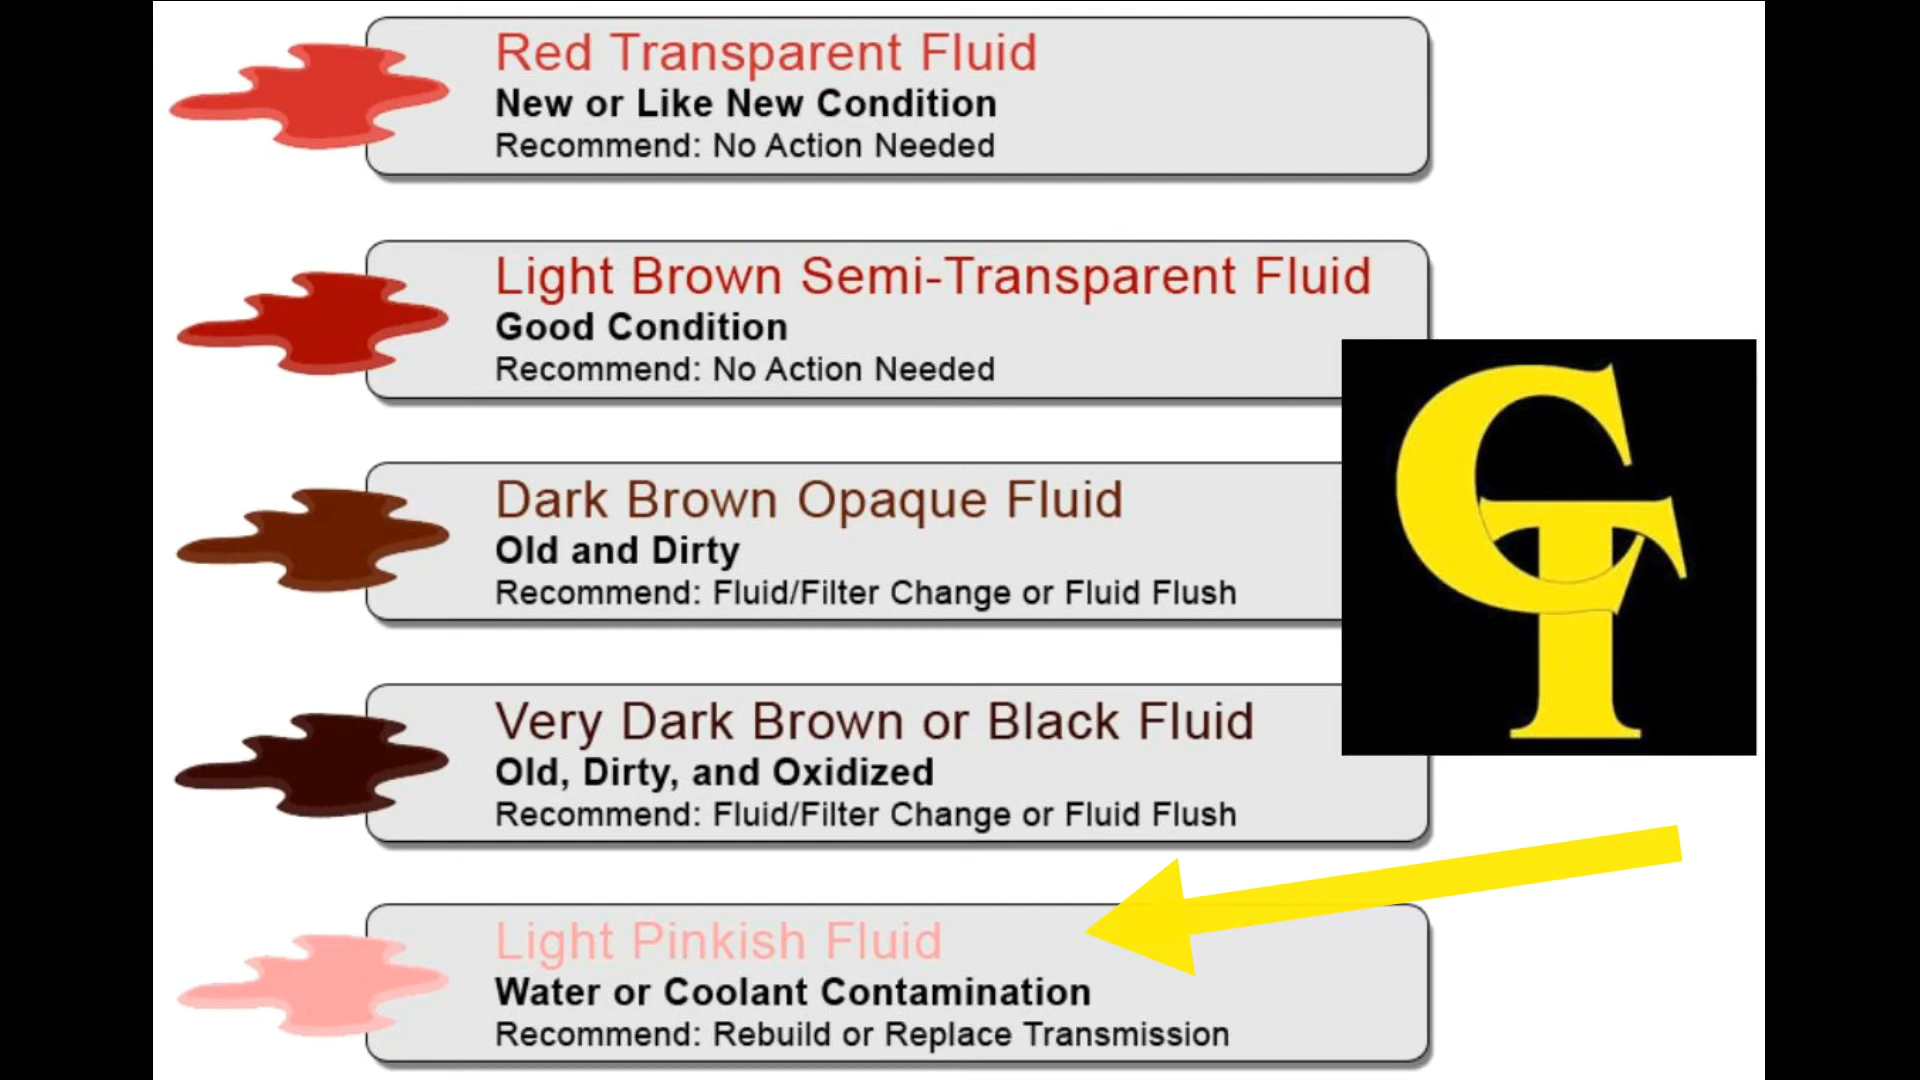 Red Transparent Fluid
New or Like New Condition
Recommend: No Action Needed
Light Brown Semi-Transparent Fluid
Good Condition
Recommend: No Action Needed
Dark Brown Opaque Fluid
Old and Dirty
Recommend: Fluid/Filter Change or Fluid Flush
CT
Very Dark Brown or Black Fluid
Old, Dirty, and Oxidized
Recommend: Fluid/Filter Change or Fluid Flush
Light Pinkish Fluid
Water or Coolant Contamination
Recommend: Rebuild or Replace Transmission